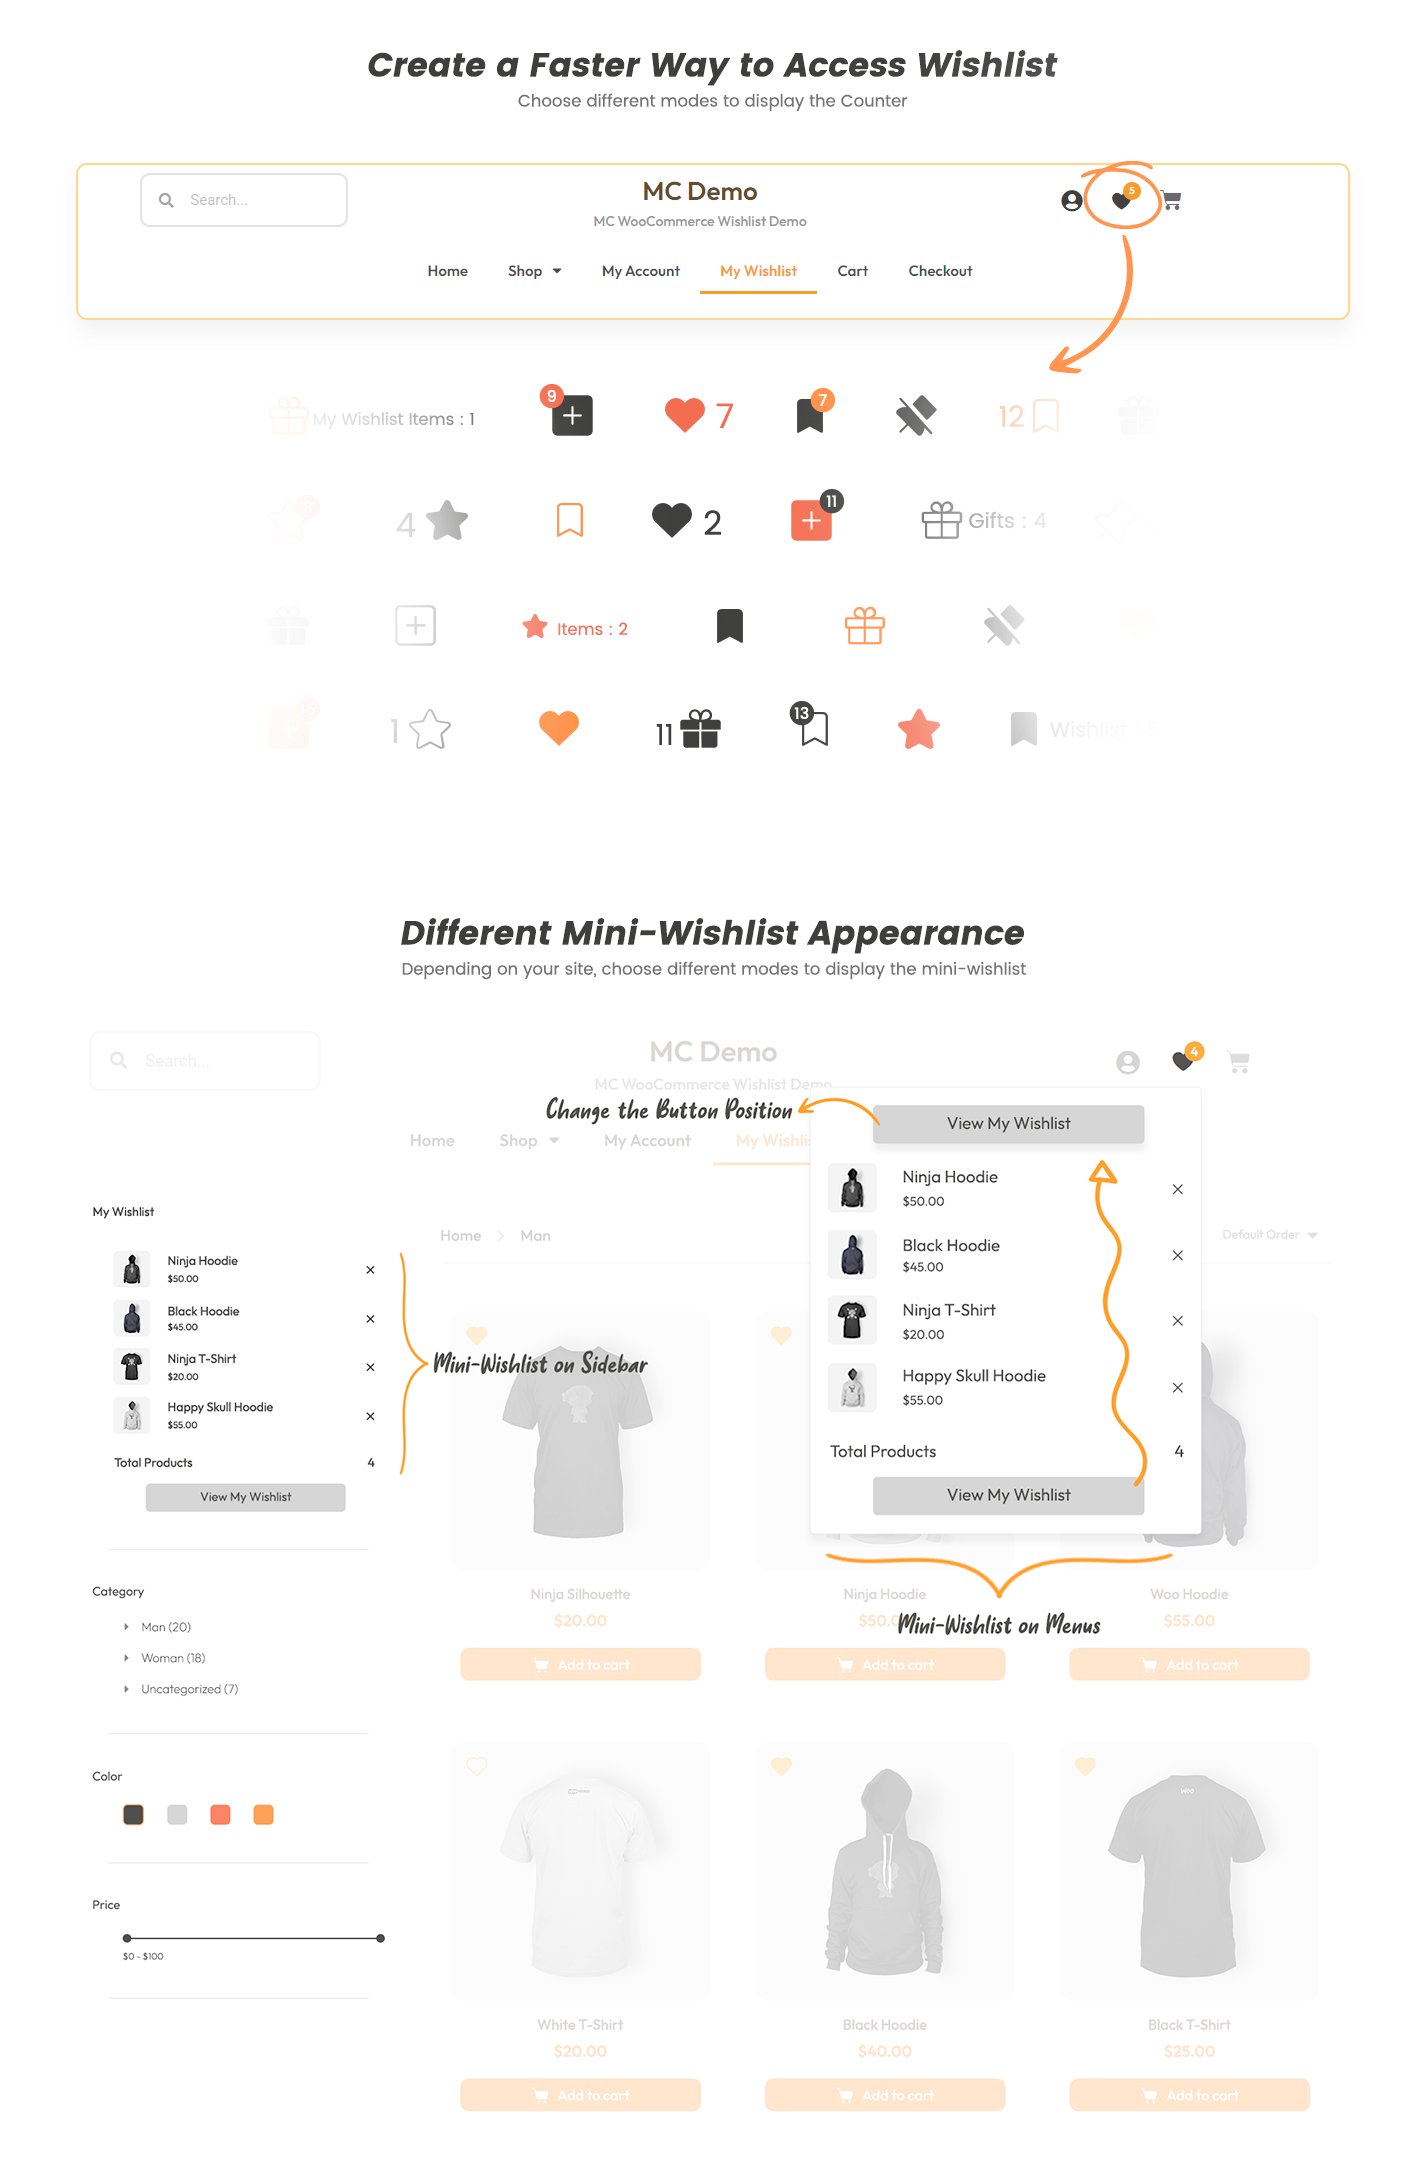 Create a Faster Way to Access Wishlist
Choose different modes to display the Counter
Search...
MC Demo
MC WooCommerce Wishlist Demo
5
Home Shop My Account My Wishlist Cart Checkout
My Wishlist Items : 1
9
7
7
12
4
2
11
Gifts : 4
Items : 2
15
1
11
13
Wishlist
Different Mini-Wishlist Appearance
Depending on your site, choose different modes to display the mini-wishlist
Search...
MC Demo
MC WooCommerce Wishlist Demo
4
Change the Button Position
View My Wishlist
Home Shop My Account
Ninja Hoodie
$50.00
Black Hoodie
$45.00
Ninja T-Shirt
$20.00
Happy Skull Hoodie
$55.00
Total Products 4
View My Wishlist
My Wishlist
Ninja Hoodie
$50.00
Black Hoodie
$45.00
Ninja T-Shirt
$20.00
Happy Skull Hoodie
$55.00
Total Products 4
View My Wishlist
Mini-Wishlist on Sidebar
Home Man
Default Order
Mini-Wishlist on Menus
Category
Man (20)
Woman (18)
Uncategorized (7)
Color
Price
$0 - $100
Ninja Silhouette
$20.00
Add to cart
Ninja Hoodie
Add to cart
Woo Hoodie
$55.00
Add to cart
White T-Shirt
$20.00
Add to cart
Black Hoodie
$40.00
Add to cart
Black T-Shirt
$25.00
Add to cart